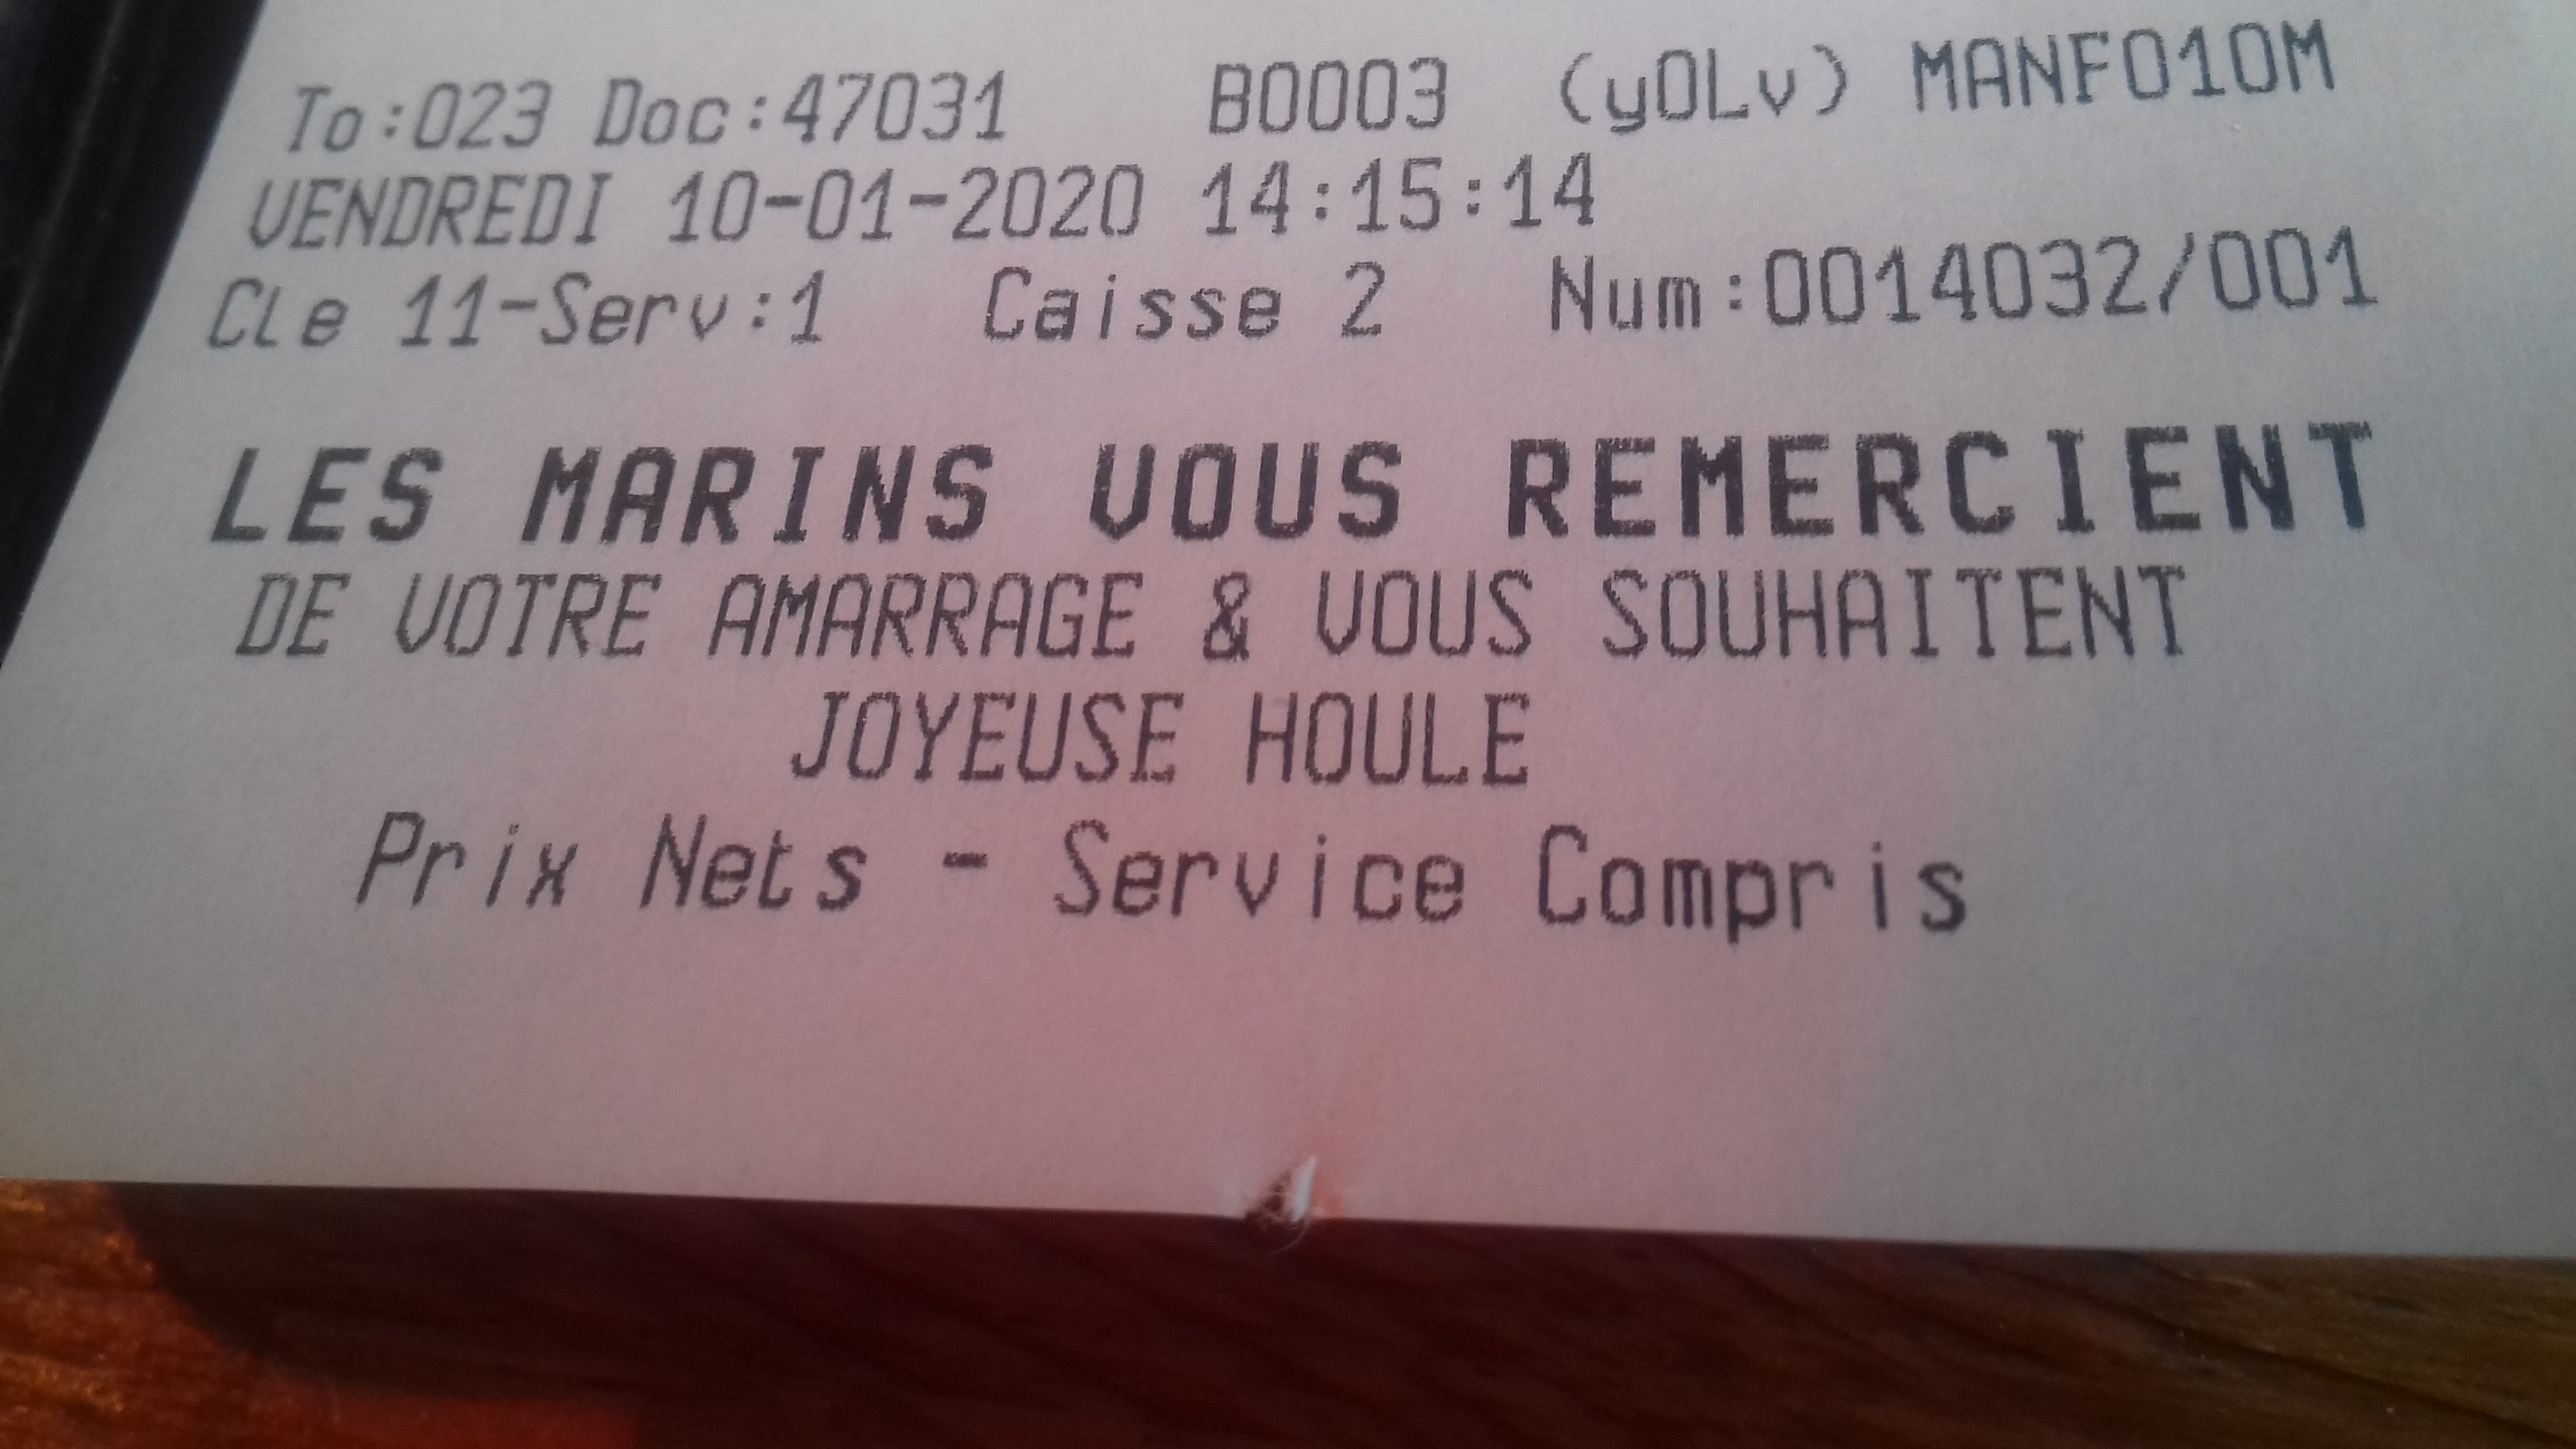 To:023 Doc:47031 B0003 (yOLv) MANF010M
VENDREDI 10-01-2020 14:15:14
Cle 11-Serv:1 Caisse 2 Num:0014032/001
LES MARINS VOUS REMERCIENT
DE VOTRE AMARRAGE & VOUS SOUHAITENT
JOYEUSE HOULE
Prix Nets - Service Compris